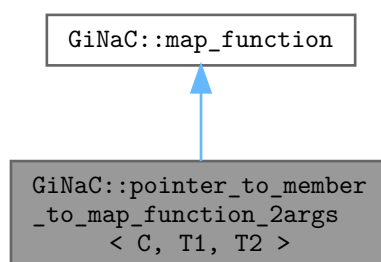 GiNaC::map_function
GiNaC::pointer_to_member
_to_map_function_2args
< C, T1, T2 >